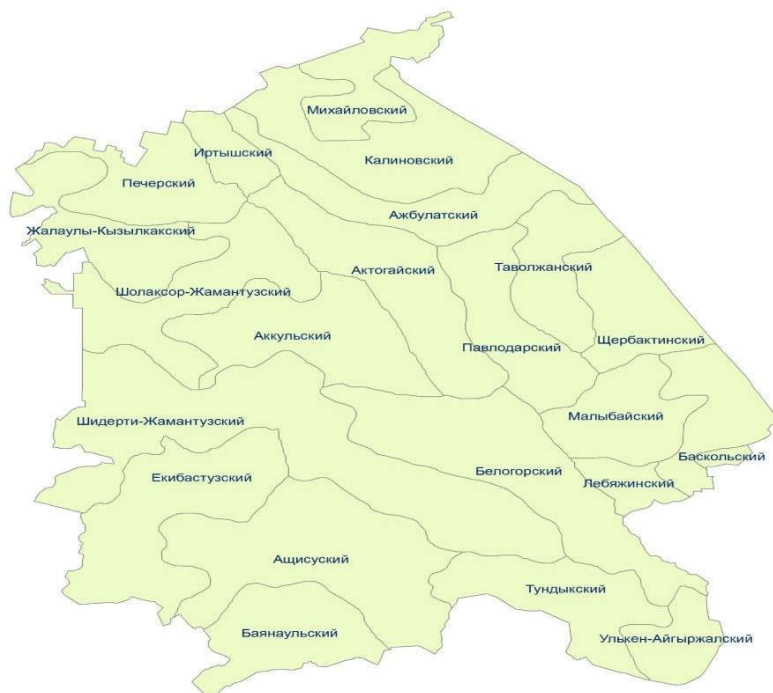 Михайловский
Иртышский
Калиновский
Печерский
Ажбулатский
Жалаулы-Кызылкакский
Актогайский
Таволжанский
Шолаксор-Жамантузский
Аккульский
Павлодарский
Щербактинский
Шидерти-Жамантузский
Малыбайский
Баскольский
Екибастузский
Белогорский
Лебяжинский
Ащисуский
Тундыкский
Баянаульский
Улькен-Айгыржалский